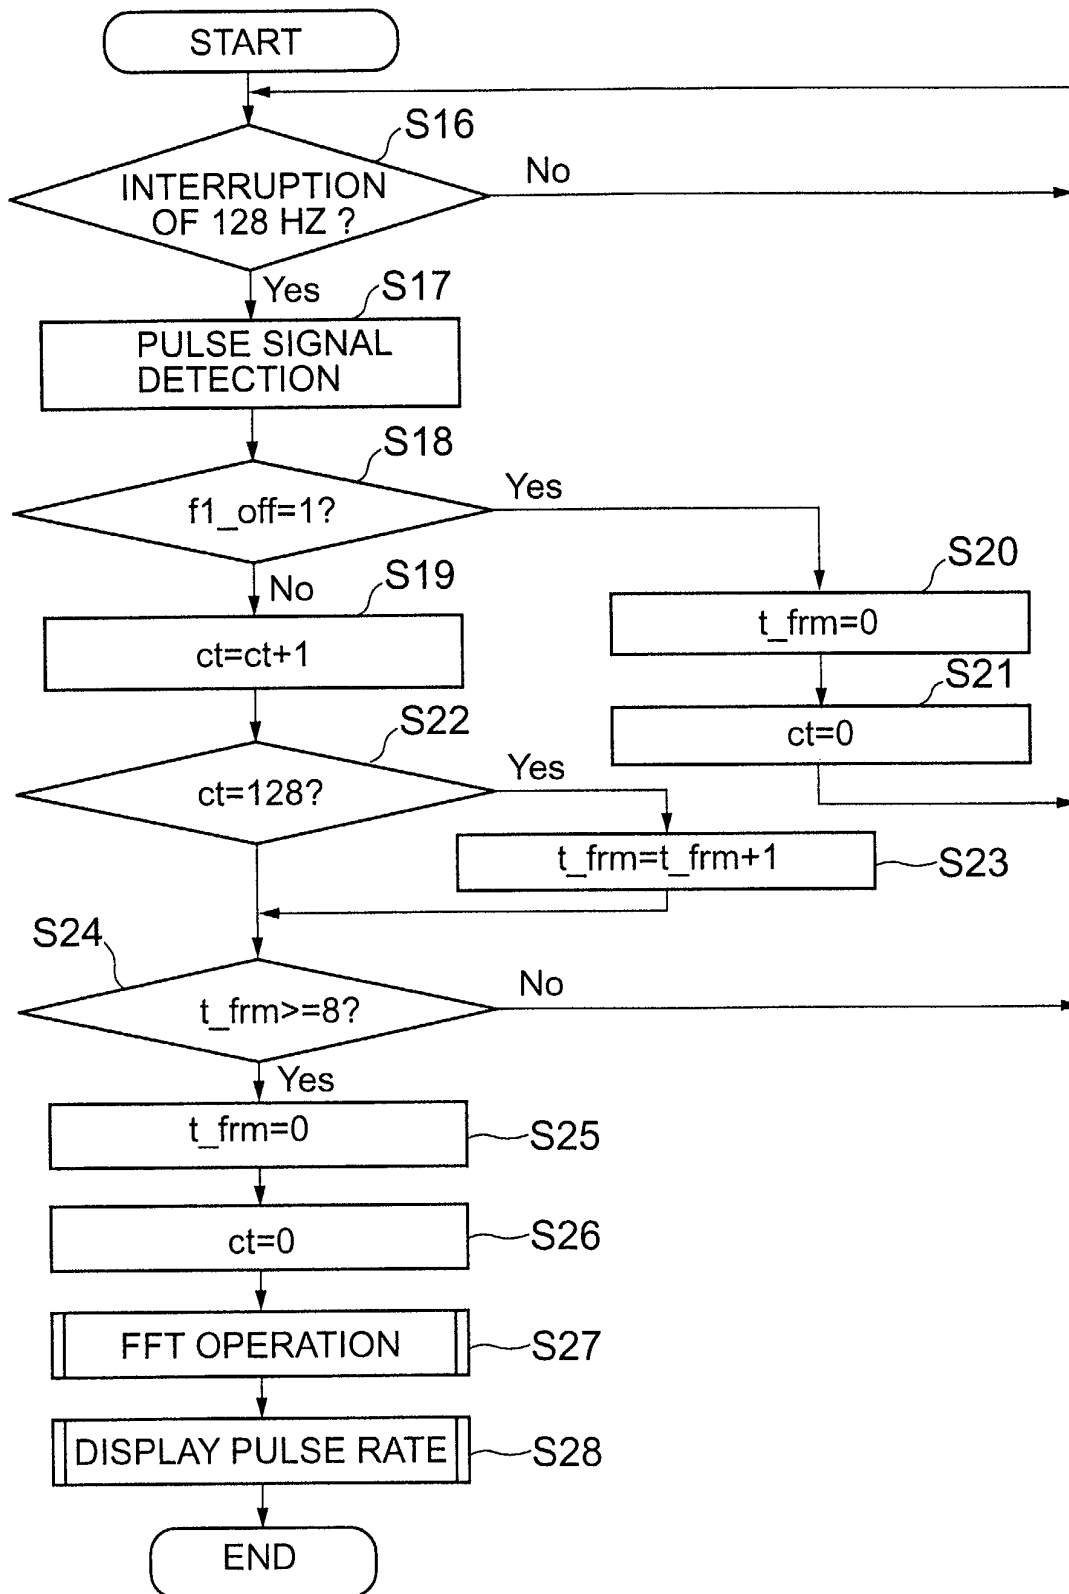 START
S16
INTERRUPTION
OF 128 HZ ?
No
Yes
S17
PULSE SIGNAL
DETECTION
S18
f1_off=1?
Yes
No
S19
ct=ct+1
S20
t_frm=0
S21
ct=0
S22
ct=128?
Yes
t_frm=t_frm+1
S23
S24
t_frm>=8?
No
Yes
t_frm=0
S25
ct=0
S26
FFT OPERATION
S27
DISPLAY PULSE RATE
S28
END